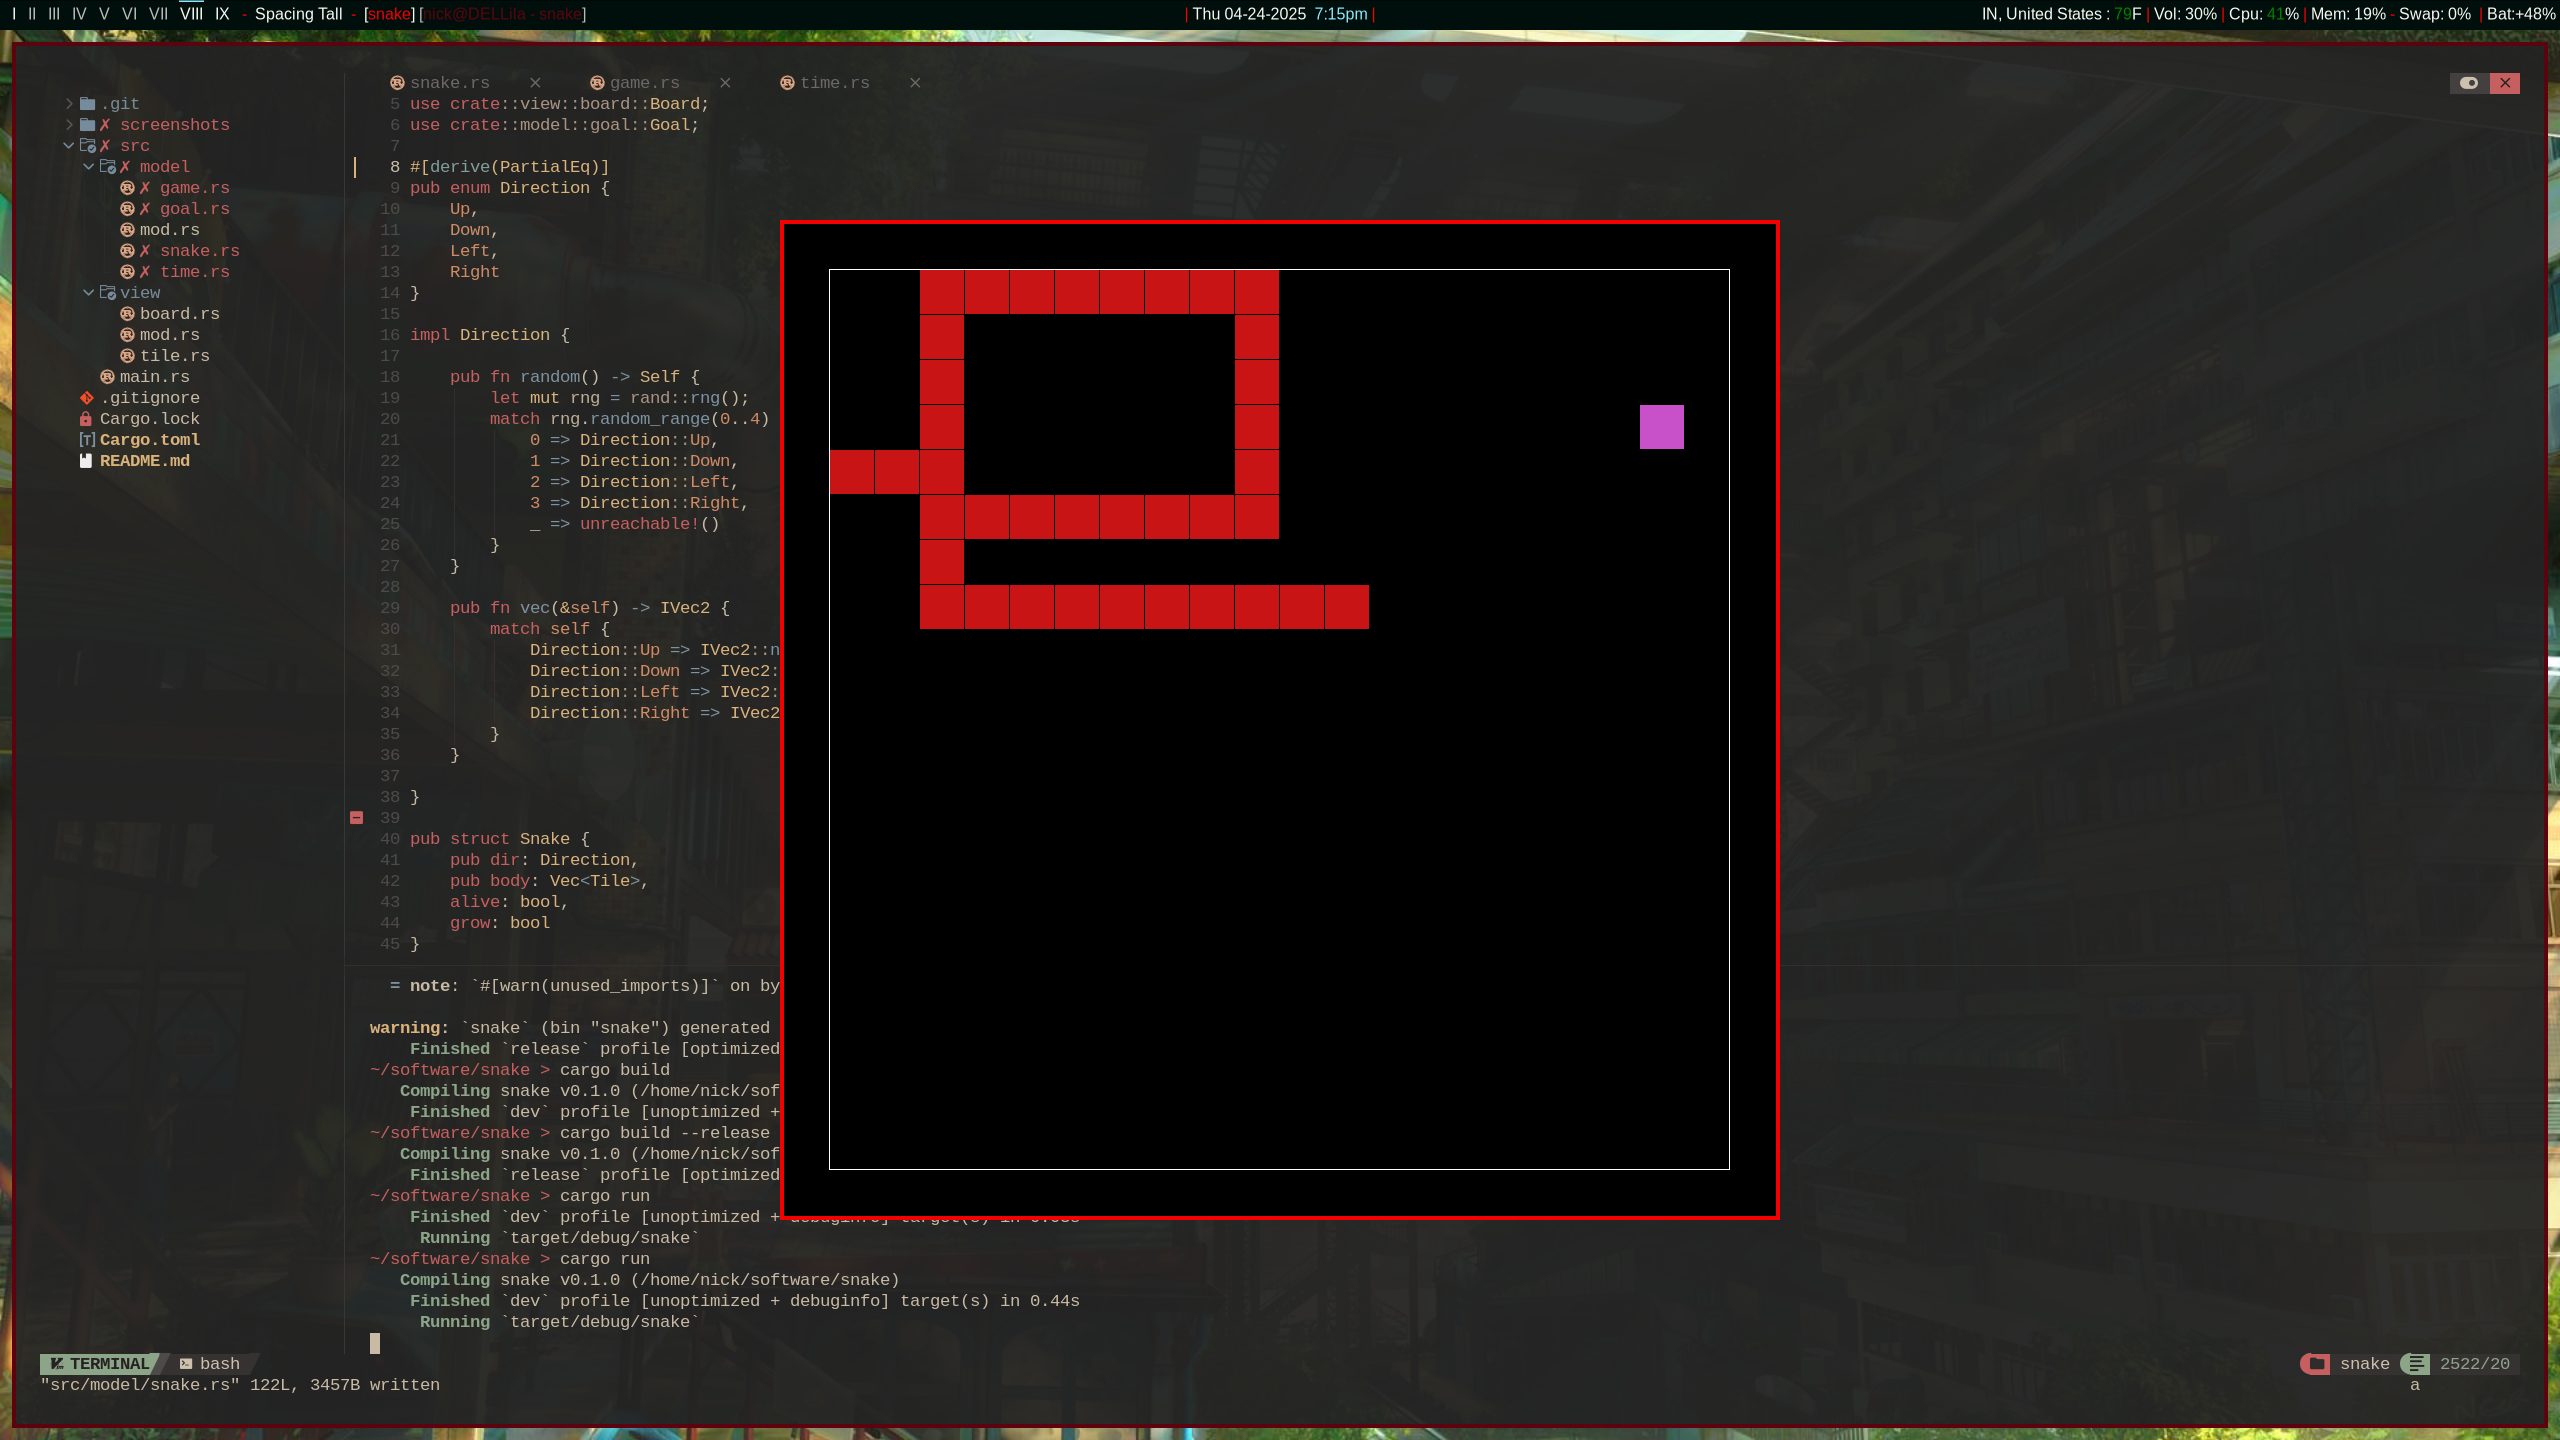 I II III IV V VI VII VIII IX - Spacing Tall - [snake] [nick@DELLila - snake]
| Thu 04-24-2025 7:15pm |
IN, United States : 79F | Vol: 30% | Cpu: 41% | Mem: 19% - Swap: 0% | Bat:+48%
snake.rs game.rs time.rs
.git
screenshots
src
model
game.rs
goal.rs
mod.rs
snake.rs
time.rs
view
board.rs
mod.rs
tile.rs
main.rs
.gitignore
Cargo.lock
Cargo.toml
README.md
5 use crate::view::board::Board;
6 use crate::model::goal::Goal;
7
8 #[derive(PartialEq)]
9 pub enum Direction {
10 Up,
11 Down,
12 Left,
13 Right
14 }
15
16 impl Direction {
17
18 pub fn random() -> Self {
19 let mut rng = rand::rng();
20 match rng.random_range(0..4)
21 0 => Direction::Up,
22 1 => Direction::Down,
23 2 => Direction::Left,
24 3 => Direction::Right,
25 _ => unreachable!()
26 }
27 }
28
29 pub fn vec(&self) -> IVec2 {
30 match self {
31 Direction::Up => IVec2::n
32 Direction::Down => IVec2:
33 Direction::Left => IVec2:
34 Direction::Right => IVec2
35 }
36 }
37
38 }
39
40 pub struct Snake {
41 pub dir: Direction,
42 pub body: Vec<Tile>,
43 alive: bool,
44 grow: bool
45 }
= note: `#[warn(unused_imports)]` on by
warning: `snake` (bin "snake") generated
Finished `release` profile [optimized
~/software/snake > cargo build
Compiling snake v0.1.0 (/home/nick/sof
Finished `dev` profile [unoptimized +
~/software/snake > cargo build --release
Compiling snake v0.1.0 (/home/nick/sof
Finished `release` profile [optimized
~/software/snake > cargo run
Finished `dev` profile [unoptimized +
Running `target/debug/snake`
~/software/snake > cargo run
Compiling snake v0.1.0 (/home/nick/software/snake)
Finished `dev` profile [unoptimized + debuginfo] target(s) in 0.44s
Running `target/debug/snake`
TERMINAL bash
snake 2522/20
"src/model/snake.rs" 122L, 3457B written
a